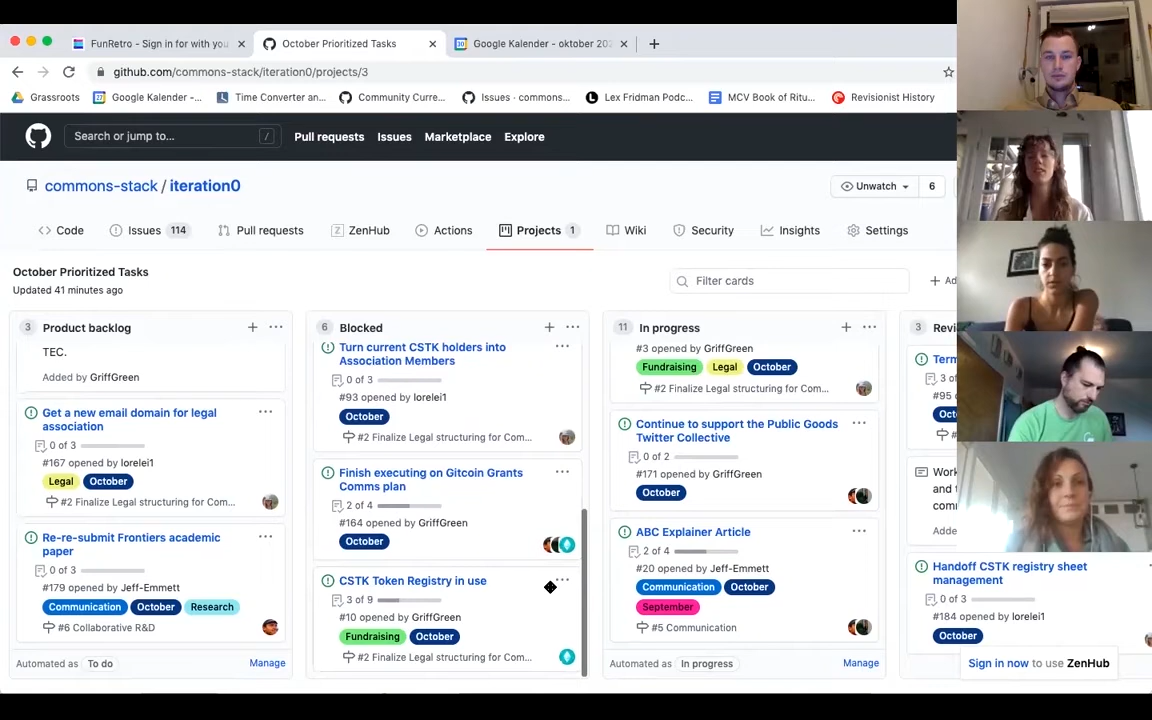 FunRetro - Sign in for with you
October Prioritized Tasks
Google Kalender - oktober 202
github.com/commons-stack/iteration0/projects/3
Grassroots
Google Kalender -...
Time Converter an...
Community Curre...
Issues · commons...
Lex Fridman Podc...
MCV Book of Ritu...
Revisionist History
Search or jump to...
/
Pull requests
Issues
Marketplace
Explore
commons-stack / iteration0
Unwatch
6
Code
Issues 114
Pull requests
ZenHub
Actions
Projects 1
Wiki
Security
Insights
Settings
October Prioritized Tasks
Updated 41 minutes ago
Filter cards
+ Ad
3 Product backlog
TEC.
Added by GriffGreen
Get a new email domain for legal
association
0 of 3
#167 opened by lorelei1
Legal October
#2 Finalize Legal structuring for Com...
Re-re-submit Frontiers academic
paper
0 of 3
#179 opened by Jeff-Emmett
Communication October Research
#6 Collaborative R&D
Automated as To do Manage
6 Blocked
Turn current CSTK holders into
Association Members
0 of 3
#93 opened by lorelei1
October
#2 Finalize Legal structuring for Com...
Finish executing on Gitcoin Grants
Comms plan
2 of 4
#164 opened by GriffGreen
October
CSTK Token Registry in use
3 of 9
#10 opened by GriffGreen
Fundraising October
#2 Finalize Legal structuring for Com...
11 In progress
#3 opened by GriffGreen
Fundraising Legal October
#2 Finalize Legal structuring for Com...
Continue to support the Public Goods
Twitter Collective
0 of 2
#171 opened by GriffGreen
October
ABC Explainer Article
2 of 4
#20 opened by Jeff-Emmett
Communication October
September
#5 Communication
Automated as In progress Manage
3 Revi
Term
3 of
#95 o
Octo
Work
and t
comm
Adde
Handoff CSTK registry sheet
management
0 of 3
#184 opened by lorelei1
October
Sign in now to use ZenHub